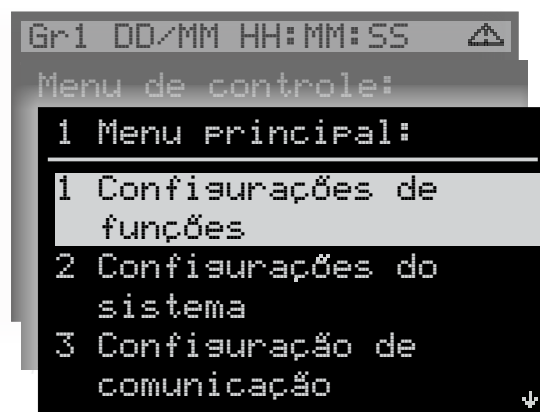 Gr1 DD/MM HH:MM:SS
Menu de controle:
1 Menu principal:
1 Configurações de
funções
2 Configurações do
sistema
3 Configuração de
comunicação